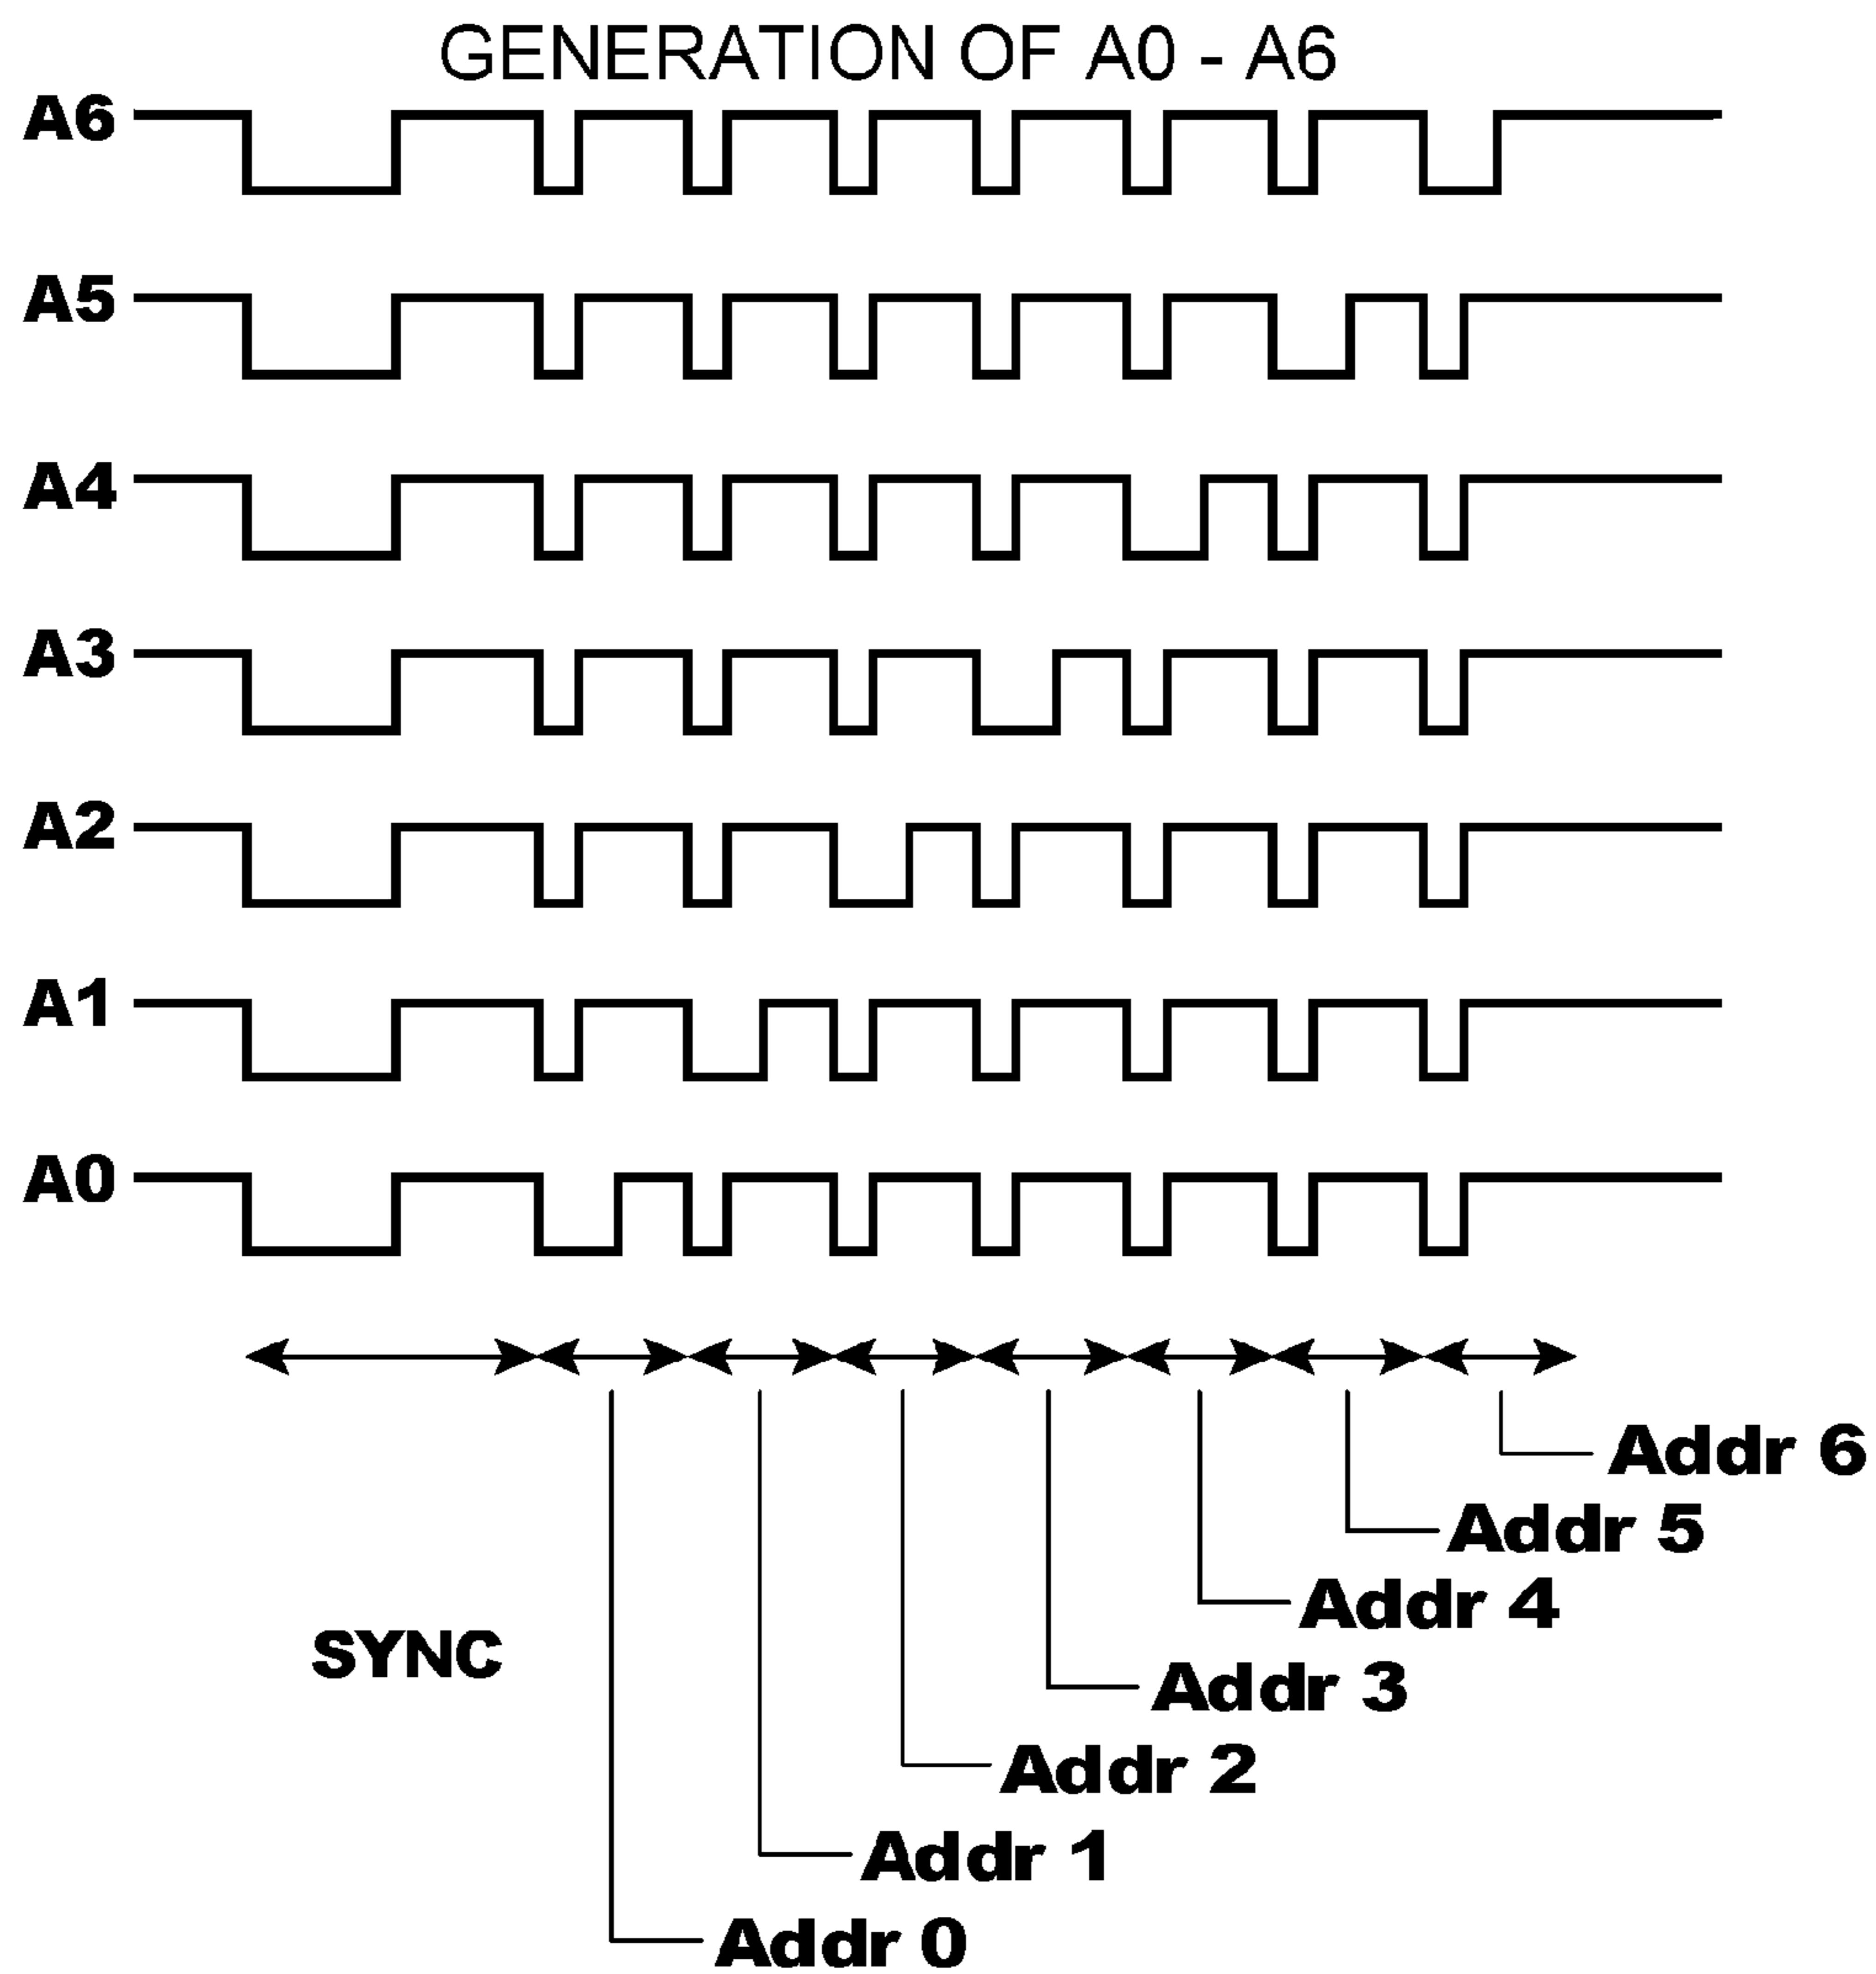 GENERATION OF A0 - A6
A6
A5
A4
A3
A2
A1
A0
Addr 6
Addr 5
Addr 4
SYNC
Addr 3
Addr 2
Addr 1
Addr 0